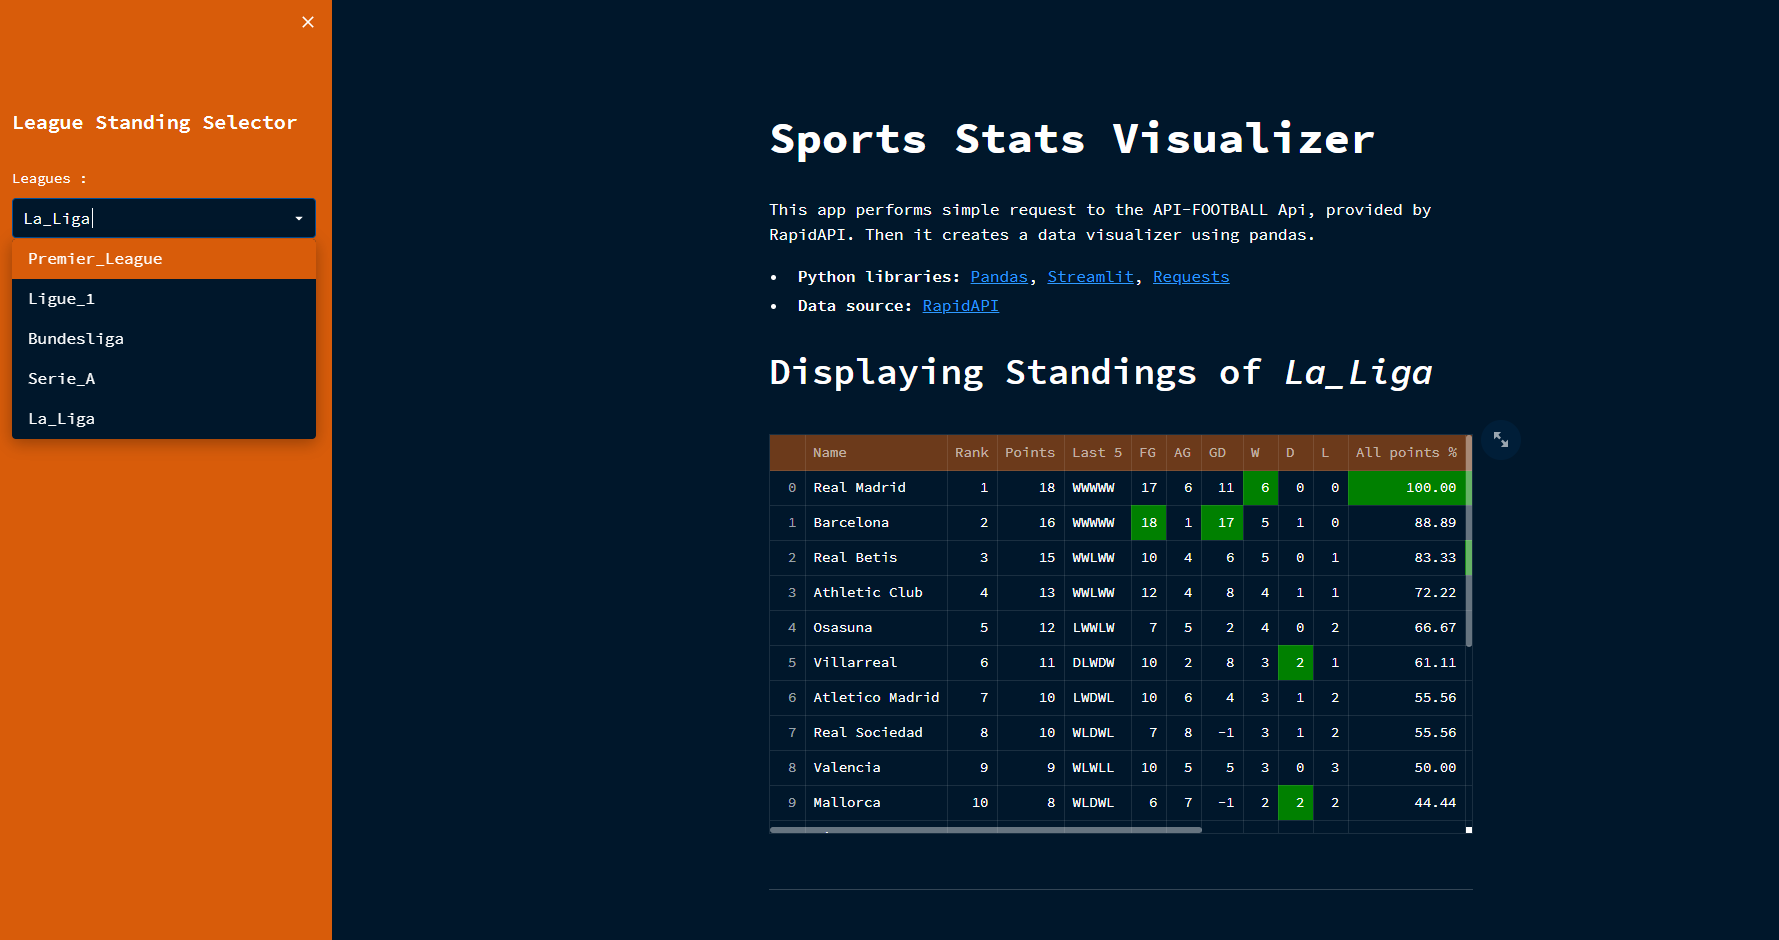 League Standing Selector
Leagues :
La_Liga
Premier_League
Ligue_1
Bundesliga
Serie_A
La_Liga
Sports Stats Visualizer
This app performs simple request to the API-FOOTBALL Api, provided by
RapidAPI. Then it creates a data visualizer using pandas.
• Python libraries: Pandas, Streamlit, Requests
• Data source: RapidAPI
Displaying Standings of La_Liga
Name Rank Points Last 5 FG AG GD W D L All points %
0 Real Madrid 1 18 WWWWW 17 6 11 6 0 0 100.00
1 Barcelona 2 16 WWWWW 18 1 17 5 1 0 88.89
2 Real Betis 3 15 WWLWW 10 4 6 5 0 1 83.33
3 Athletic Club 4 13 WWLWW 12 4 8 4 1 1 72.22
4 Osasuna 5 12 LWWLW 7 5 2 4 0 2 66.67
5 Villarreal 6 11 DLWDW 10 2 8 3 2 1 61.11
6 Atletico Madrid 7 10 LWDWL 10 6 4 3 1 2 55.56
7 Real Sociedad 8 10 WLDWL 7 8 -1 3 1 2 55.56
8 Valencia 9 9 WLWLL 10 5 5 3 0 3 50.00
9 Mallorca 10 8 WLDWL 6 7 -1 2 2 2 44.44